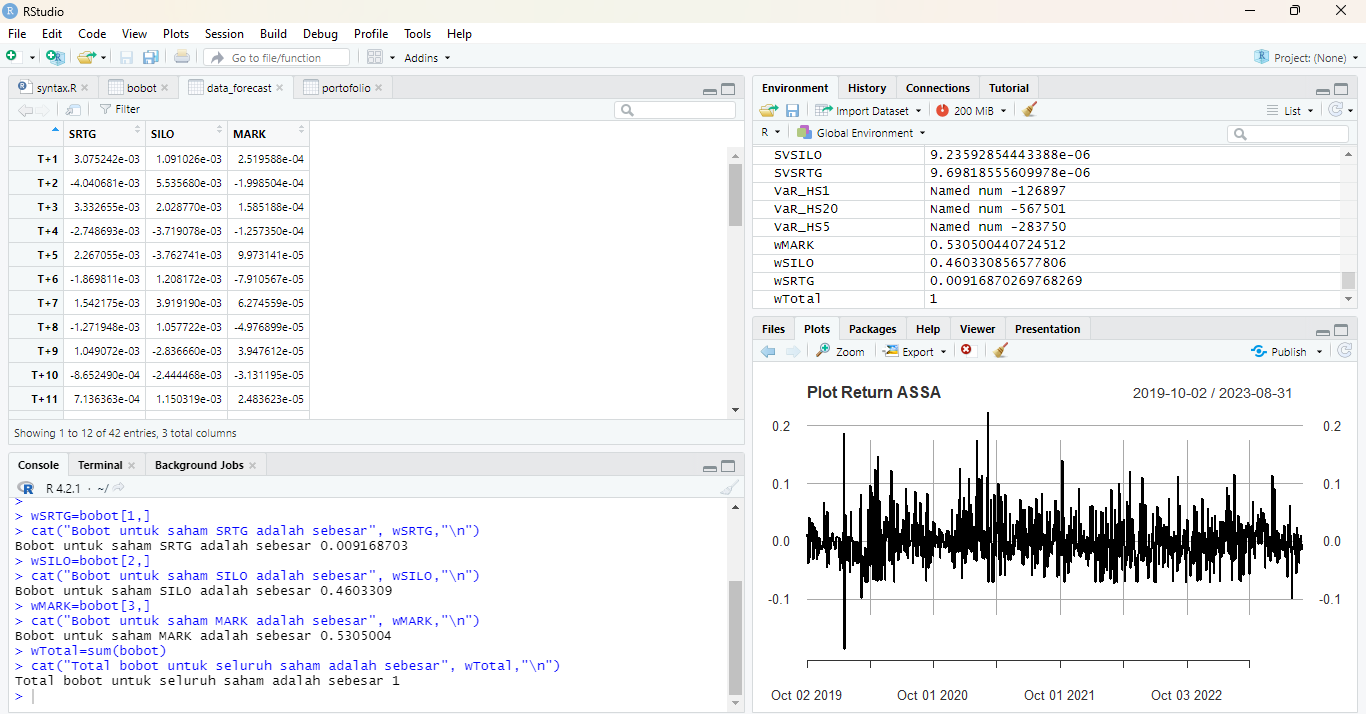 RStudio
File Edit Code View Plots Session Build Debug Profile Tools Help
Go to file/function Addins Project: (None)
syntax.R bobot data_forecast portofolio
Filter
SRTG SILO MARK
T+1 3.075242e-03 1.091026e-03 2.519588e-04
T+2 -4.040681e-03 5.535680e-03 -1.998504e-04
T+3 3.332655e-03 2.028770e-03 1.585188e-04
T+4 -2.748693e-03 -3.719078e-03 -1.257350e-04
T+5 2.267055e-03 -3.762741e-03 9.973141e-05
T+6 -1.869811e-03 1.208172e-03 -7.910567e-05
T+7 1.542175e-03 3.919190e-03 6.274559e-05
T+8 -1.271948e-03 1.057722e-03 -4.976899e-05
T+9 1.049072e-03 -2.836660e-03 3.947612e-05
T+10 -8.652490e-04 -2.444468e-03 -3.131195e-05
T+11 7.136363e-04 1.150319e-03 2.483623e-05
Showing 1 to 12 of 42 entries, 3 total columns
Console Terminal Background Jobs
R 4.2.1 · ~/
>
> wSRTG=bobot[1,]
> cat("Bobot untuk saham SRTG adalah sebesar", wSRTG,"\n")
Bobot untuk saham SRTG adalah sebesar 0.009168703
> wSILO=bobot[2,]
> cat("Bobot untuk saham SILO adalah sebesar", wSILO,"\n")
Bobot untuk saham SILO adalah sebesar 0.4603309
> wMARK=bobot[3,]
> cat("Bobot untuk saham MARK adalah sebesar", wMARK,"\n")
Bobot untuk saham MARK adalah sebesar 0.5305004
> wTotal=sum(bobot)
> cat("Total bobot untuk seluruh saham adalah sebesar", wTotal,"\n")
Total bobot untuk seluruh saham adalah sebesar 1
>
Environment History Connections Tutorial
Import Dataset 200 MiB List
R Global Environment
SVSILO 9.23592854443388e-06
SVSRTG 9.69818555609978e-06
VaR_HS1 Named num -126897
VaR_HS20 Named num -567501
VaR_HS5 Named num -283750
wMARK 0.530500440724512
wSILO 0.460330856577806
wSRTG 0.00916870269768269
wTotal 1
Files Plots Packages Help Viewer Presentation
Zoom Export Publish
Plot Return ASSA 2019-10-02 / 2023-08-31
0.2 0.2
0.1 0.1
0.0 0.0
-0.1 -0.1
Oct 02 2019 Oct 01 2020 Oct 01 2021 Oct 03 2022